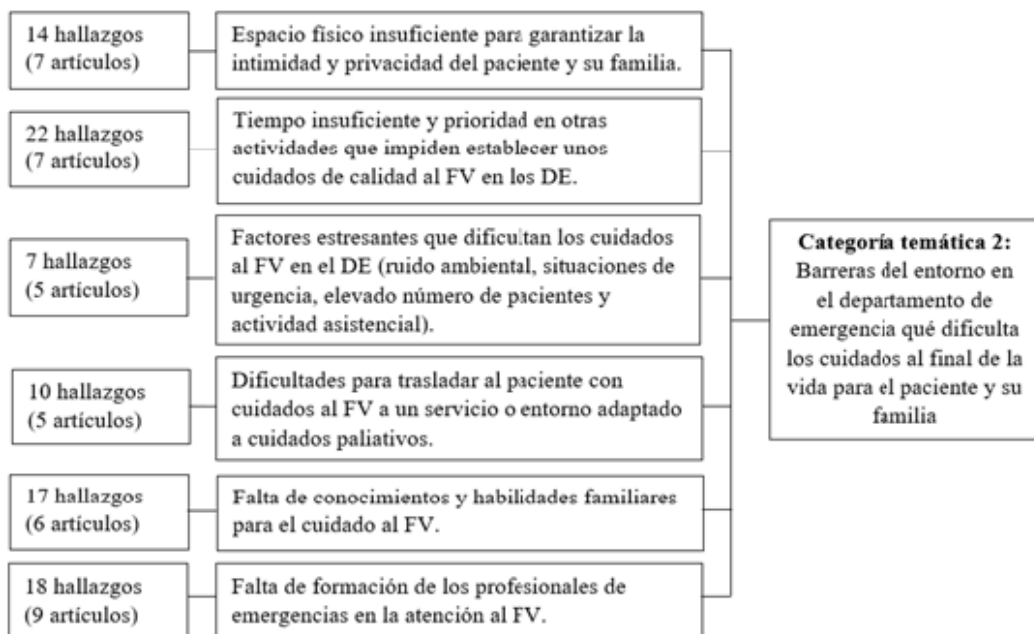 14 hallazgos
(7 artículos)
Espacio físico insuficiente para garantizar la
intimidad y privacidad del paciente y su familia.
22 hallazgos
(7 artículos)
Tiempo insuficiente y prioridad en otras
actividades que impiden establecer unos
cuidados de calidad al FV en los DE.
7 hallazgos
(5 artículos)
Factores estresantes que dificultan los cuidados
al FV en el DE (ruido ambiental, situaciones de
urgencia, elevado número de pacientes y
actividad asistencial).
10 hallazgos
(5 artículos)
Dificultades para trasladar al paciente con
cuidados al FV a un servicio o entorno adaptado
a cuidados paliativos.
17 hallazgos
(6 artículos)
Falta de conocimientos y habilidades familiares
para el cuidado al FV.
18 hallazgos
(9 artículos)
Falta de formación de los profesionales de
emergencias en la atención al FV.
Categoría temática 2:
Barreras del entorno en
el departamento de
emergencia qué dificulta
los cuidados al final de la
vida para el paciente y su
familia